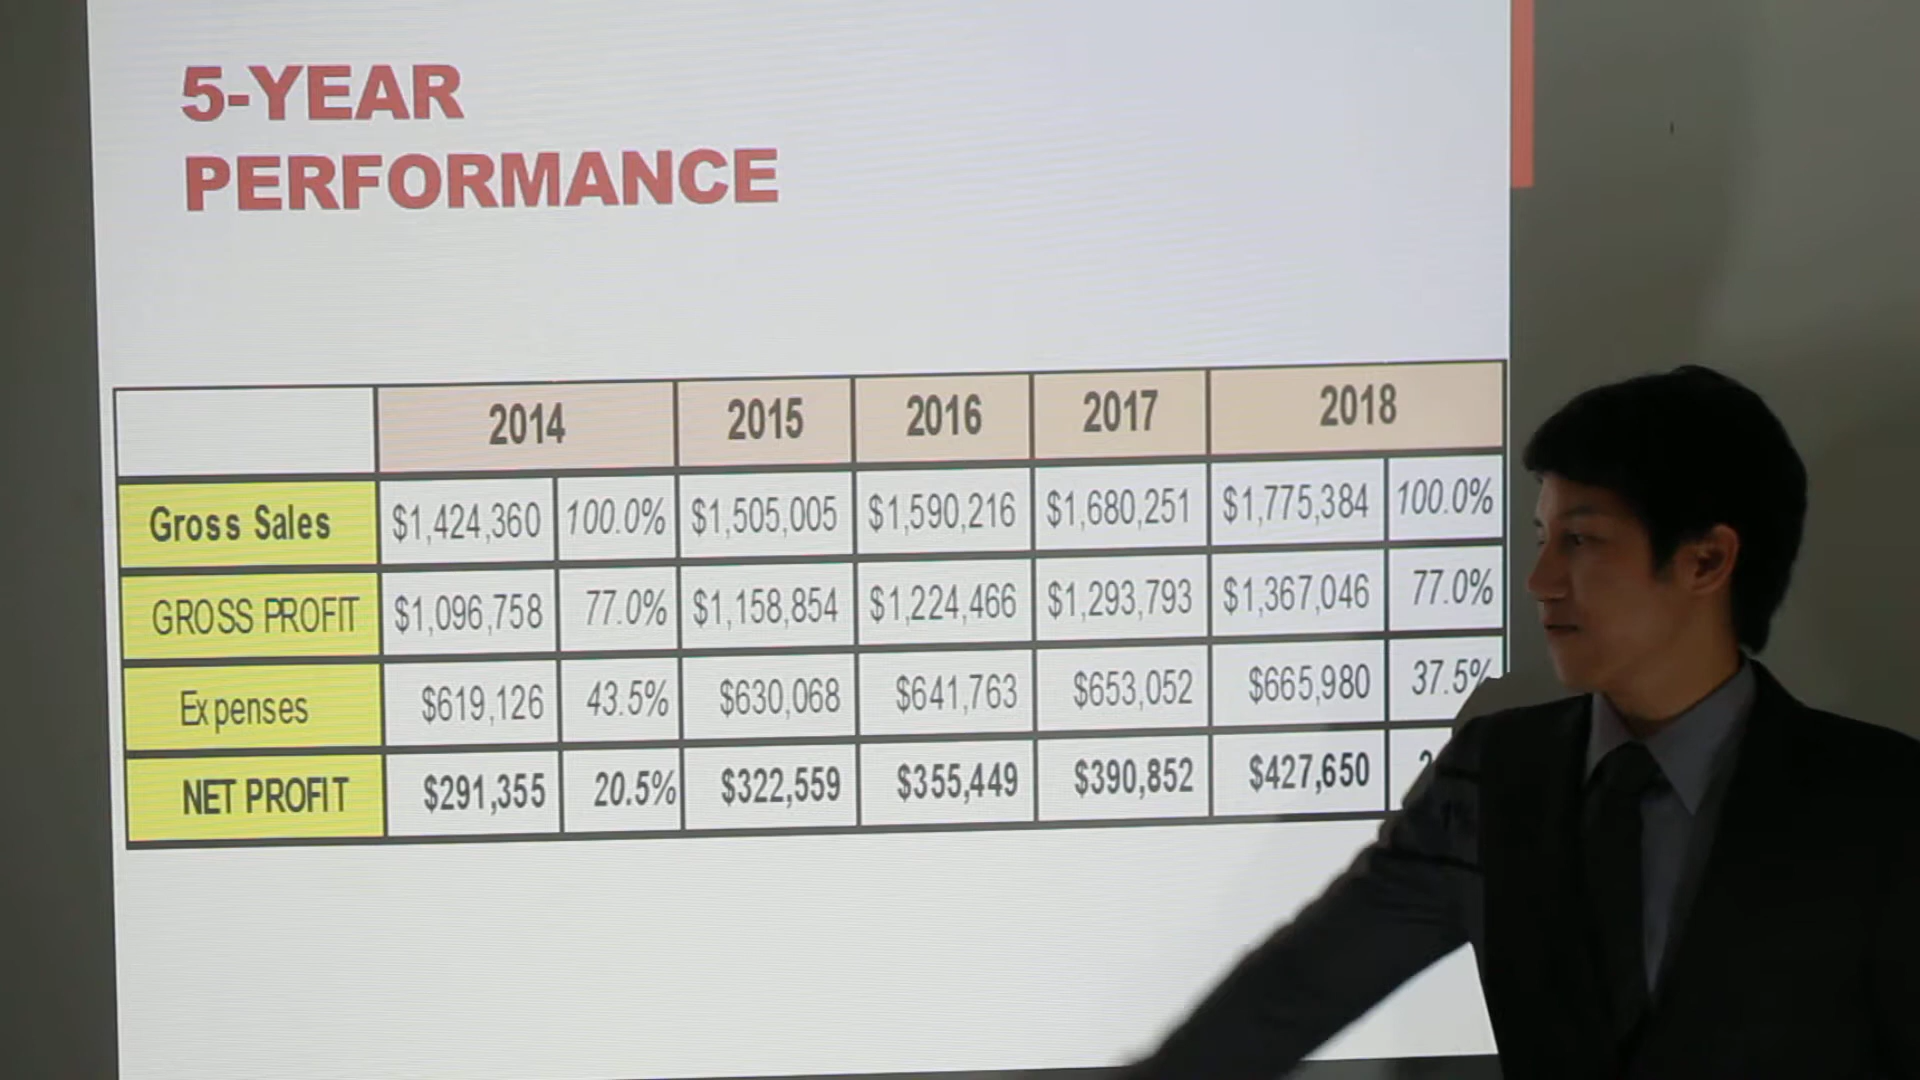 5-YEAR
PERFORMANCE
2014 2015 2016 2017 2018
Gross Sales $1,424,360 100.0% $1,505,005 $1,590,216 $1,680,251 $1,775,384 100.0%
GROSS PROFIT $1,096,758 77.0% $1,158,854 $1,224,466 $1,293,793 $1,367,046 77.0%
Expenses $619,126 43.5% $630,068 $641,763 $653,052 $665,980 37.5%
NET PROFIT $291,355 20.5% $322,559 $355,449 $390,852 $427,650